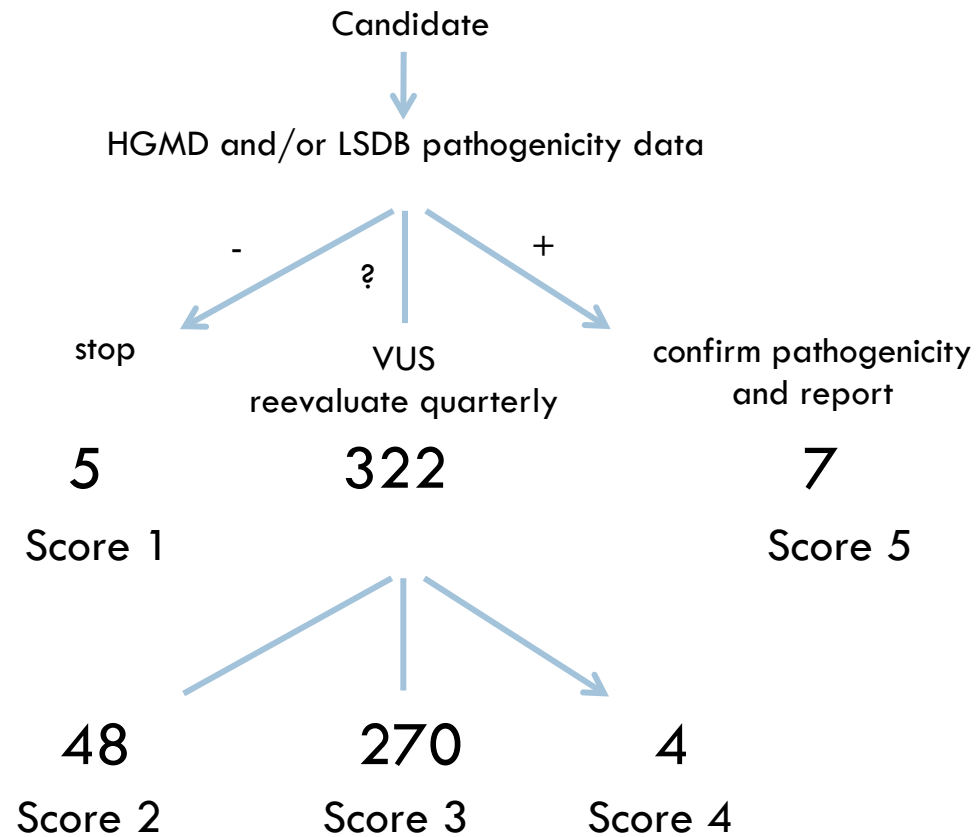 Candidate
HGMD and/or LSDB pathogenicity data
-
?
+
stop
VUS
reevaluate quarterly
confirm pathogenicity
and report
5
322
7
Score 1
Score 5
48
270
4
Score 2
Score 3
Score 4